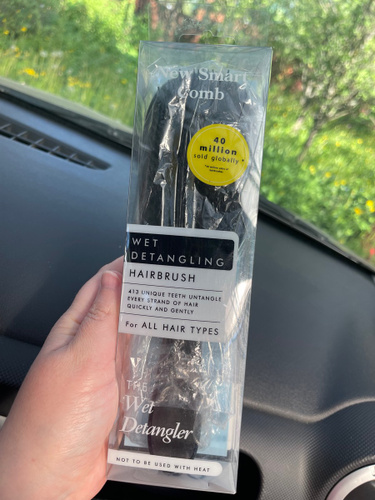 New Smart
Comb
40
million
sold globally*
WET
DETANGLING
HAIRBRUSH
412 UNIQUE TEETH UNTANGLE
EVERY STRAND OF HAIR
QUICKLY AND GENTLY
For ALL HAIR TYPES
THE
Wet
Detangler
NOT TO BE USED WITH HEAT